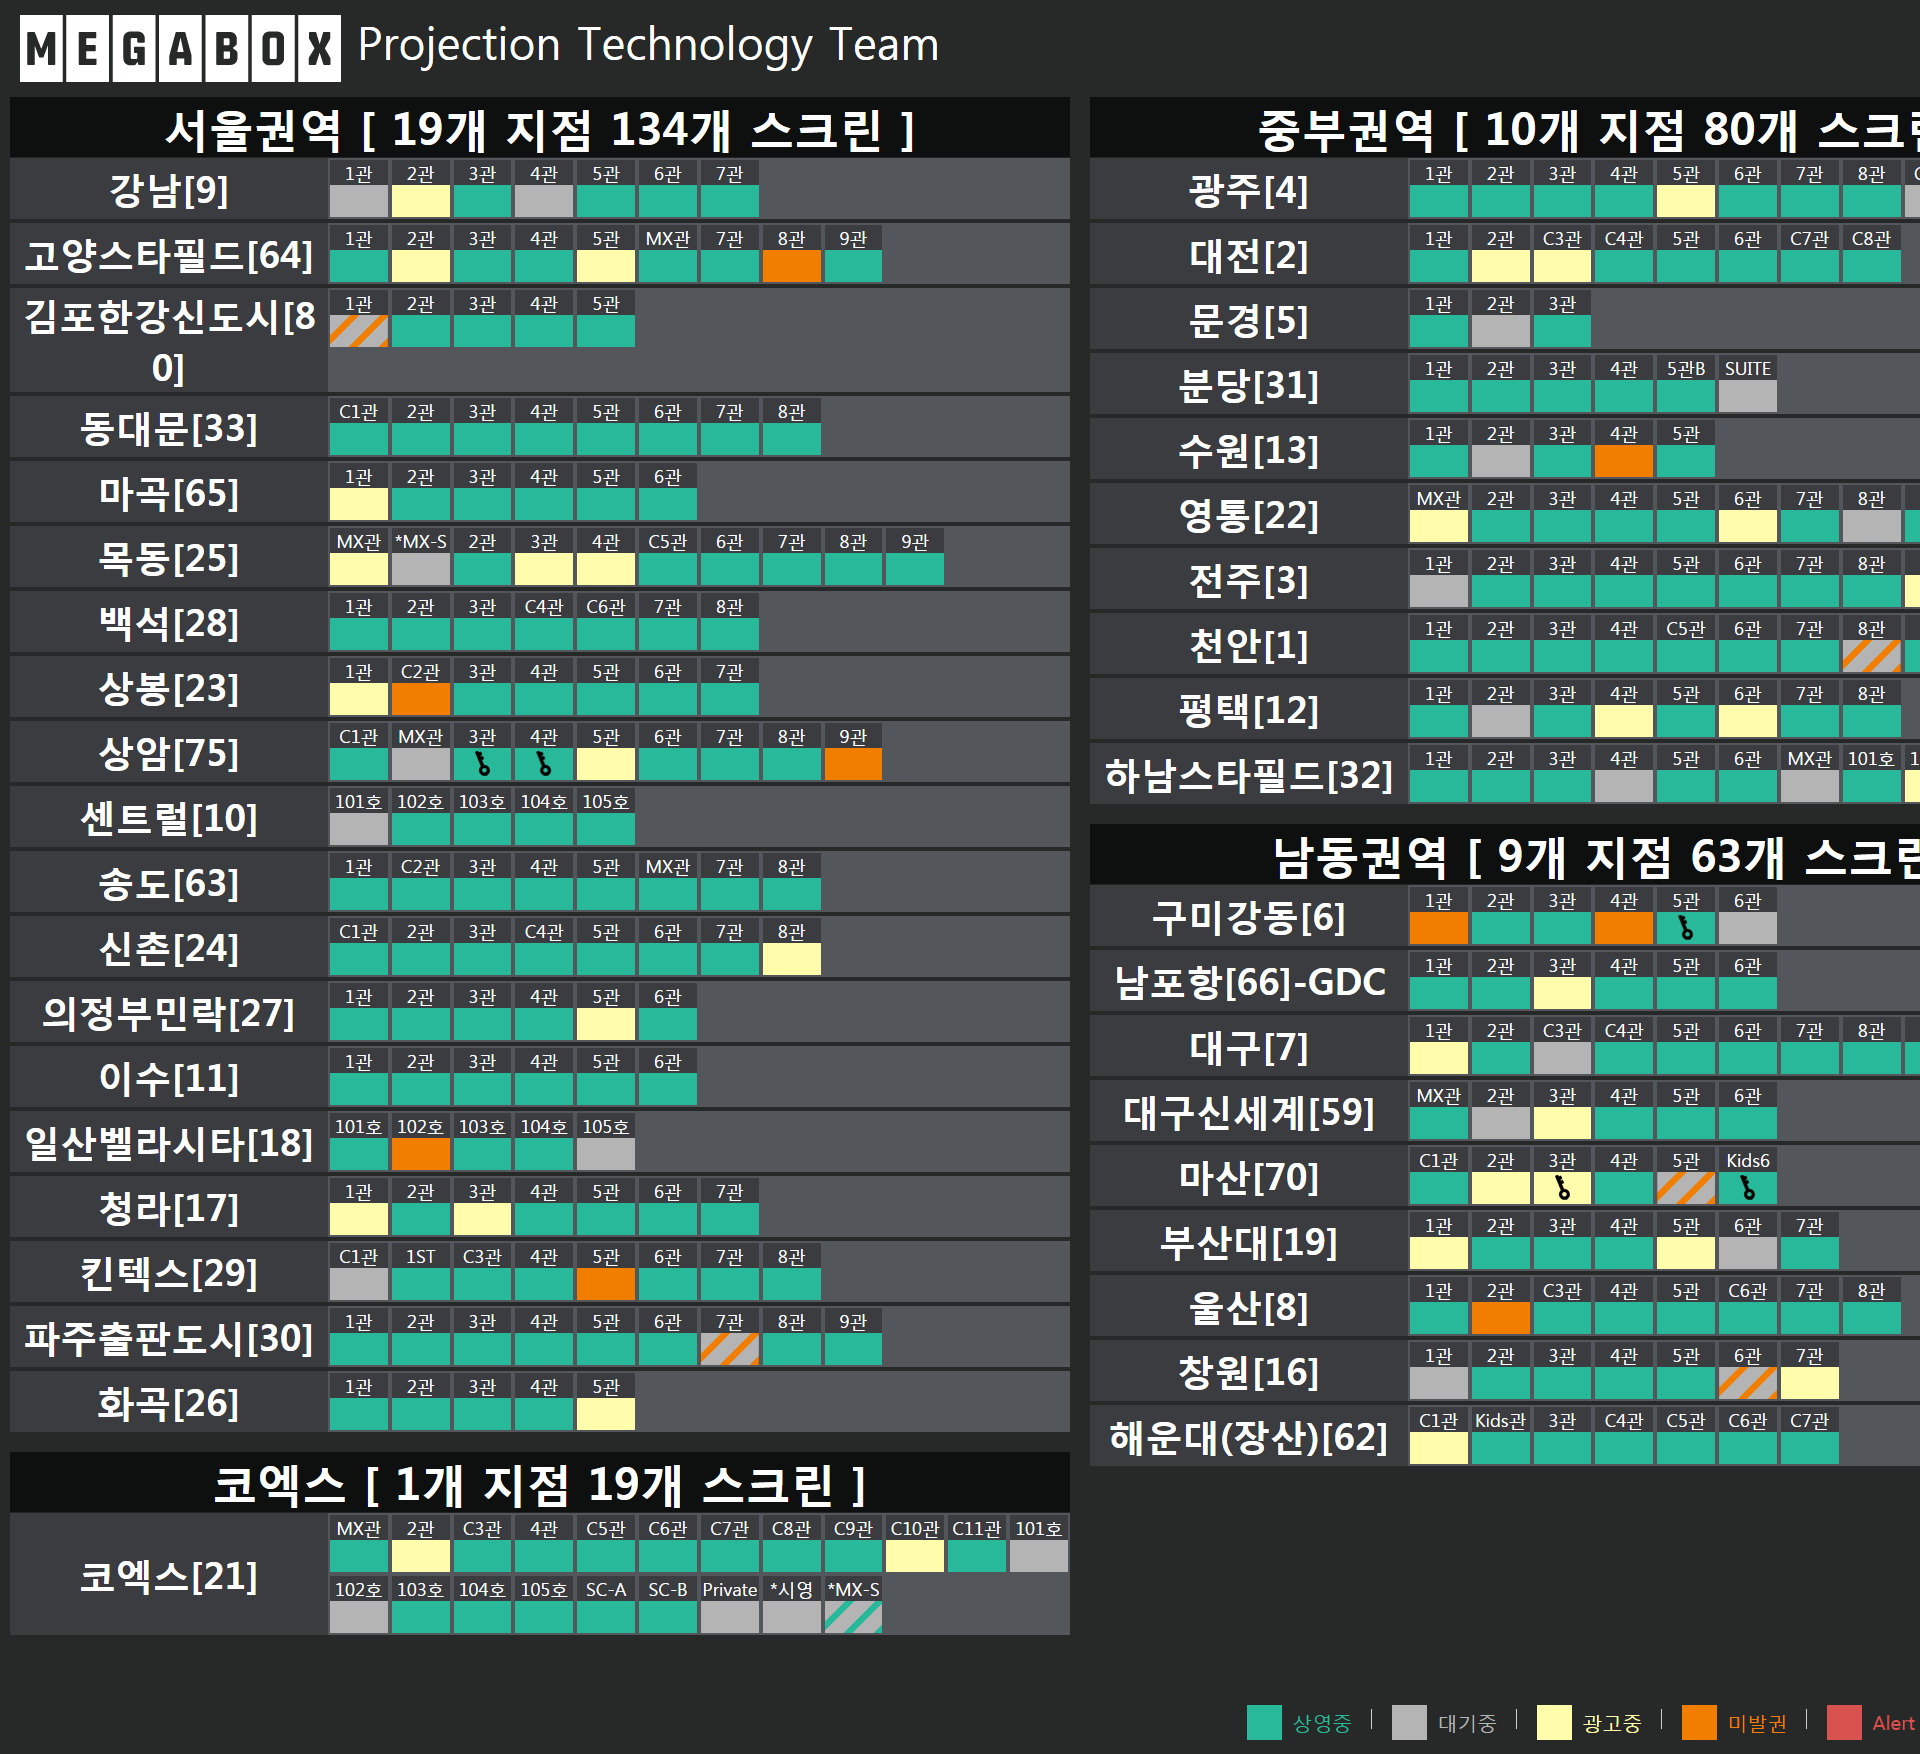 MEGABOX Projection Technology Team
서울권역 [ 19개 지점 134개 스크린 ]
강남[9] 1관 2관 3관 4관 5관 6관 7관
고양스타필드[64] 1관 2관 3관 4관 5관 MX관 7관 8관 9관
김포한강신도시[8
0] 1관 2관 3관 4관 5관
동대문[33] C1관 2관 3관 4관 5관 6관 7관 8관
마곡[65] 1관 2관 3관 4관 5관 6관
목동[25] MX관 *MX-S 2관 3관 4관 C5관 6관 7관 8관 9관
백석[28] 1관 2관 3관 C4관 C6관 7관 8관
상봉[23] 1관 C2관 3관 4관 5관 6관 7관
상암[75] C1관 MX관 3관 4관 5관 6관 7관 8관 9관
센트럴[10] 101호 102호 103호 104호 105호
송도[63] 1관 C2관 3관 4관 5관 MX관 7관 8관
신촌[24] C1관 2관 3관 C4관 5관 6관 7관 8관
의정부민락[27] 1관 2관 3관 4관 5관 6관
이수[11] 1관 2관 3관 4관 5관 6관
일산벨라시타[18] 101호 102호 103호 104호 105호
청라[17] 1관 2관 3관 4관 5관 6관 7관
킨텍스[29] C1관 1ST C3관 4관 5관 6관 7관 8관
파주출판도시[30] 1관 2관 3관 4관 5관 6관 7관 8관 9관
화곡[26] 1관 2관 3관 4관 5관
코엑스 [ 1개 지점 19개 스크린 ]
코엑스[21] MX관 2관 C3관 4관 C5관 C6관 C7관 C8관 C9관 C10관 C11관 101호
102호 103호 104호 105호 SC-A SC-B Private *시영 *MX-S
중부권역 [ 10개 지점 80개 스크린
광주[4] 1관 2관 3관 4관 5관 6관 7관 8관
대전[2] 1관 2관 C3관 C4관 5관 6관 C7관 C8관
문경[5] 1관 2관 3관
분당[31] 1관 2관 3관 4관 5관B SUITE
수원[13] 1관 2관 3관 4관 5관
영통[22] MX관 2관 3관 4관 5관 6관 7관 8관
전주[3] 1관 2관 3관 4관 5관 6관 7관 8관
천안[1] 1관 2관 3관 4관 C5관 6관 7관 8관
평택[12] 1관 2관 3관 4관 5관 6관 7관 8관
하남스타필드[32] 1관 2관 3관 4관 5관 6관 MX관 101호
남동권역 [ 9개 지점 63개 스크린
구미강동[6] 1관 2관 3관 4관 5관 6관
남포항[66]-GDC 1관 2관 3관 4관 5관 6관
대구[7] 1관 2관 C3관 C4관 5관 6관 7관 8관
대구신세계[59] MX관 2관 3관 4관 5관 6관
마산[70] C1관 2관 3관 4관 5관 Kids6
부산대[19] 1관 2관 3관 4관 5관 6관 7관
울산[8] 1관 2관 C3관 4관 5관 C6관 7관 8관
창원[16] 1관 2관 3관 4관 5관 6관 7관
해운대(장산)[62] C1관 Kids관 3관 C4관 C5관 C6관 C7관
상영중 대기중 광고중 미발권 Alert